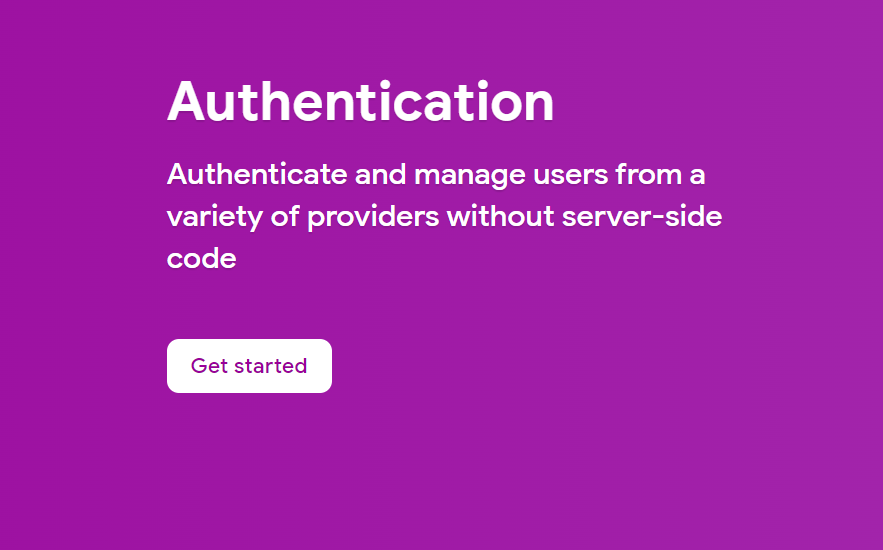 Authentication
Authenticate and manage users from a
variety of providers without server-side
code
Get started